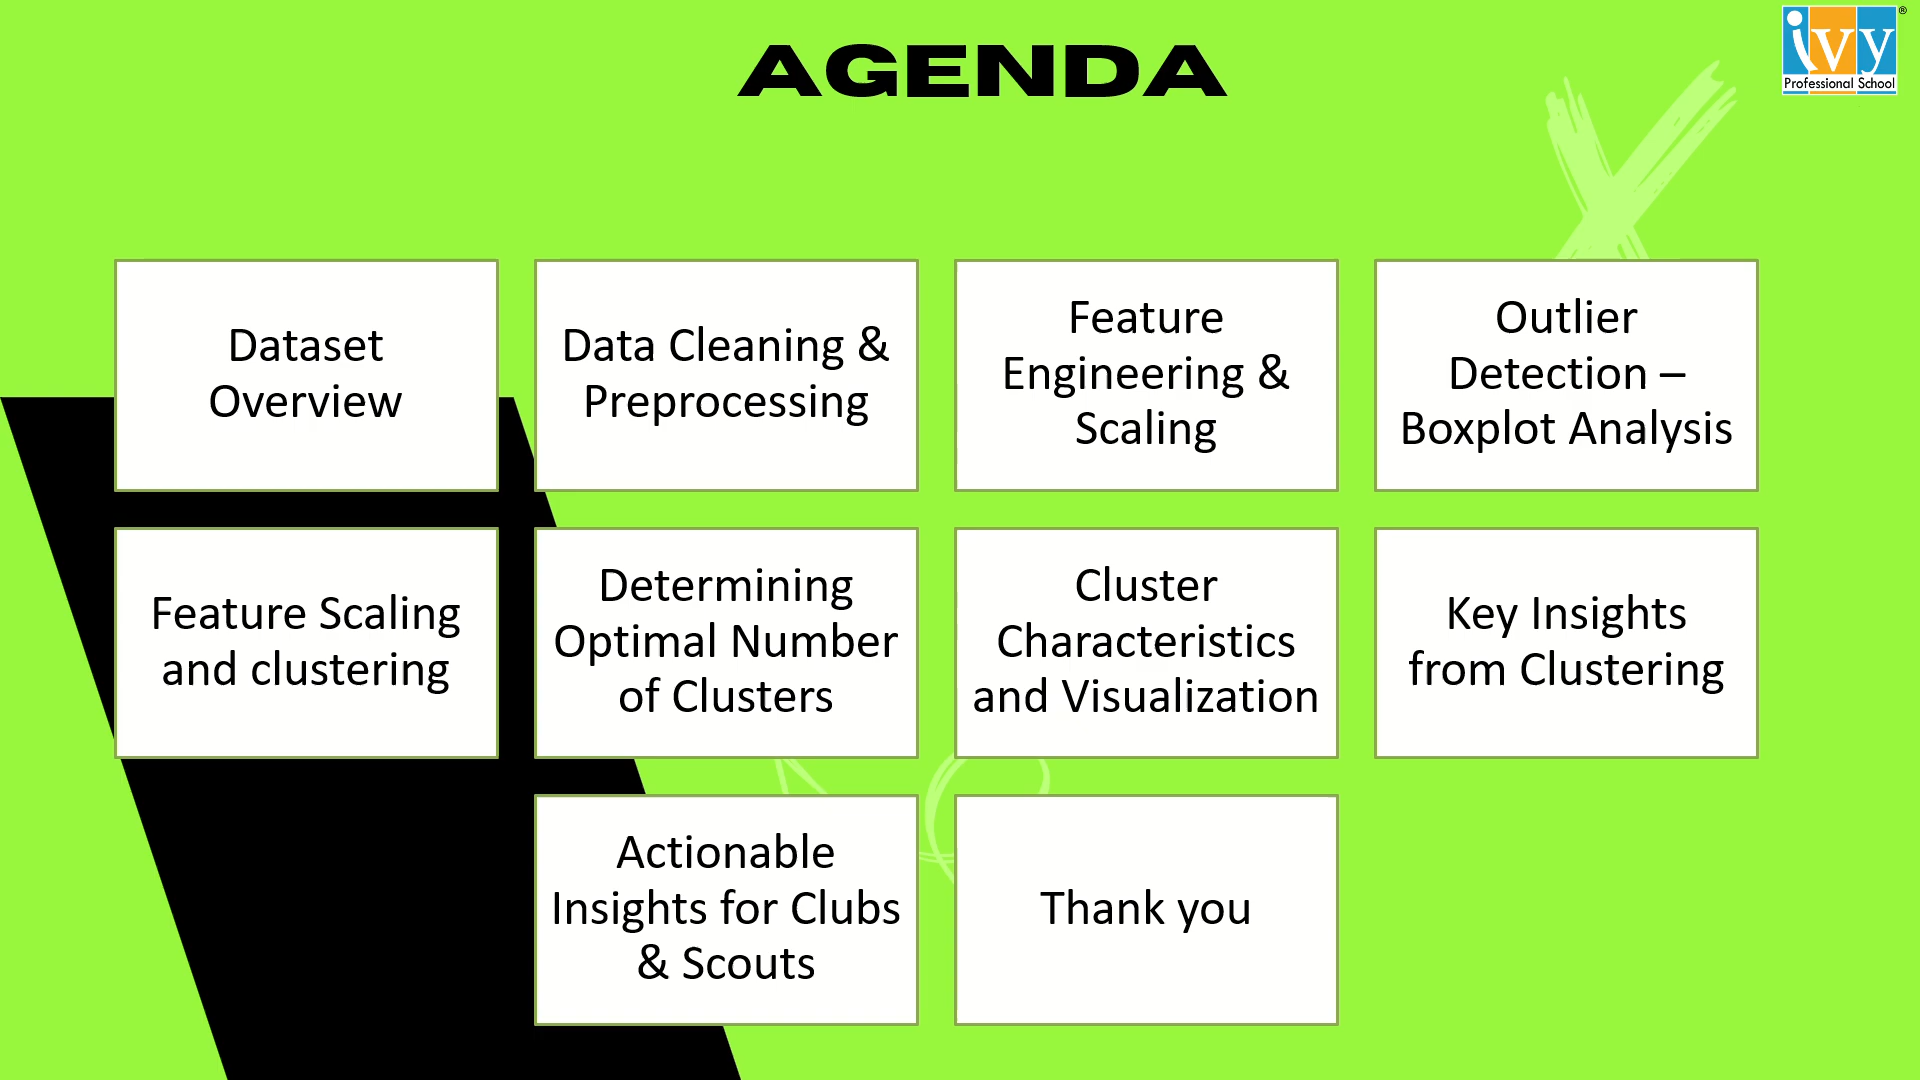 AGENDA
ivy
®
Professional School
Dataset
Overview
Data Cleaning &
Preprocessing
Feature
Engineering &
Scaling
Outlier
Detection –
Boxplot Analysis
Feature Scaling
and clustering
Determining
Optimal Number
of Clusters
Cluster
Characteristics
and Visualization
Key Insights
from Clustering
Actionable
Insights for Clubs
& Scouts
Thank you